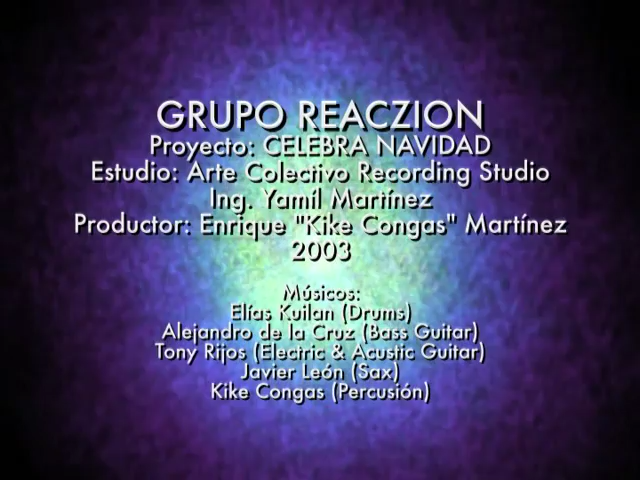 GRUPO REACZION
Proyecto: CELEBRA NAVIDAD
Estudio: Arte Colectivo Recording Studio
Ing. Yamíl Martínez
Productor: Enrique "Kike Congas" Martínez
2003
Músicos:
Elías Kuilan (Drums)
Alejandro de la Cruz (Bass Guitar)
Tony Rijos (Electric & Acustic Guitar)
Javier León (Sax)
Kike Congas (Percusión)